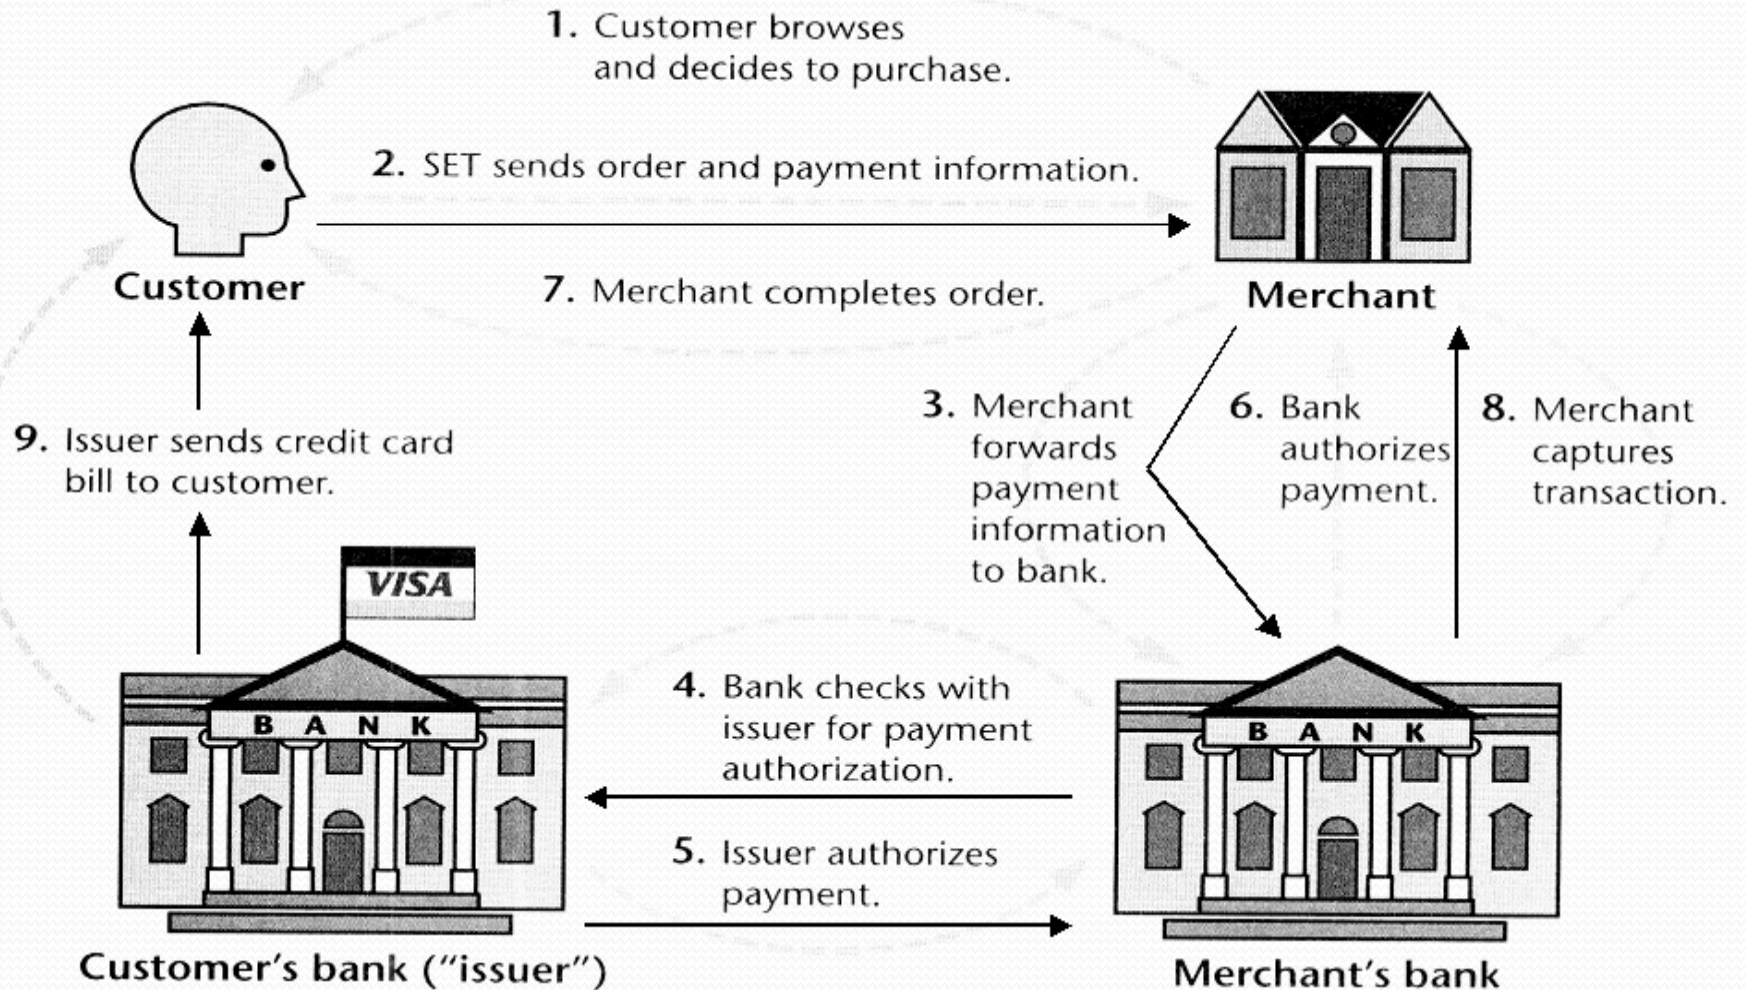 1. Customer browses
and decides to purchase.
2. SET sends order and payment information.
Customer
7. Merchant completes order.
Merchant
3. Merchant
forwards
payment
information
to bank.
6. Bank
authorizes
payment.
8. Merchant
captures
transaction.
9. Issuer sends credit card
bill to customer.
VISA
BANK
4. Bank checks with
issuer for payment
authorization.
5. Issuer authorizes
payment.
BANK
Customer's bank ("issuer")
Merchant's bank